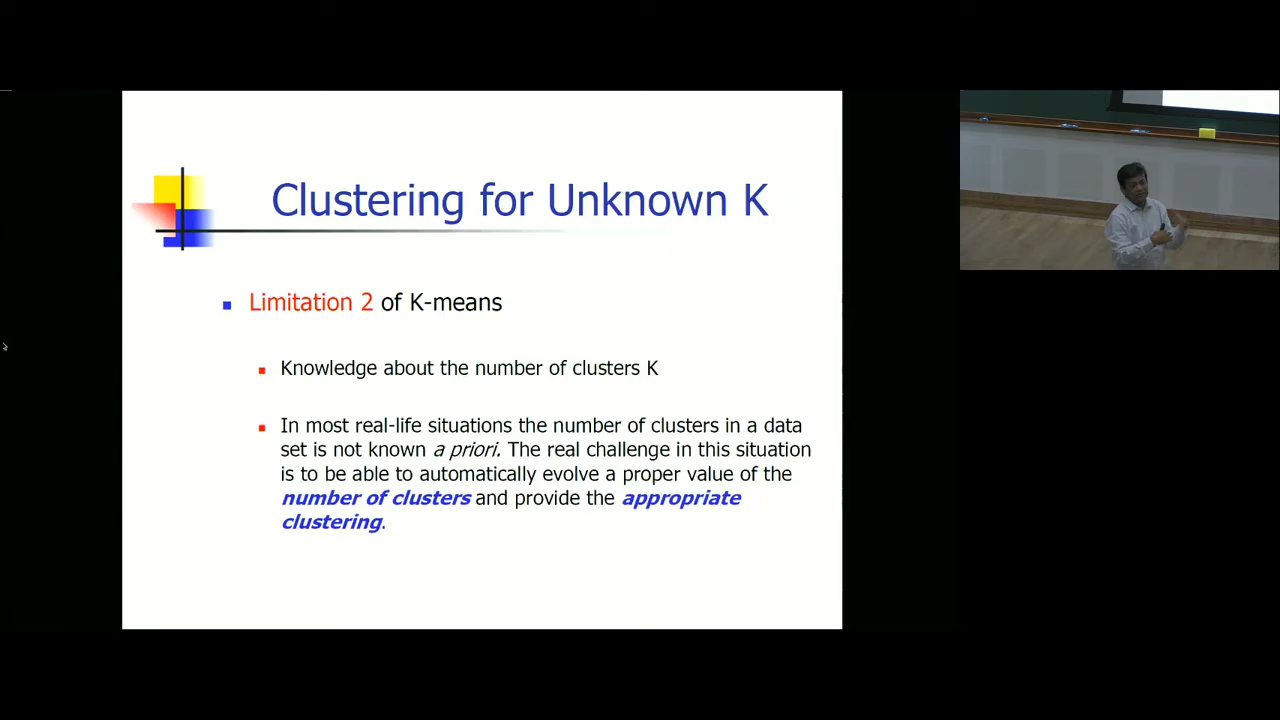 Clustering for Unknown K
Limitation 2 of K-means
Knowledge about the number of clusters K
In most real-life situations the number of clusters in a data
set is not known a priori. The real challenge in this situation
is to be able to automatically evolve a proper value of the
number of clusters and provide the appropriate
clustering.